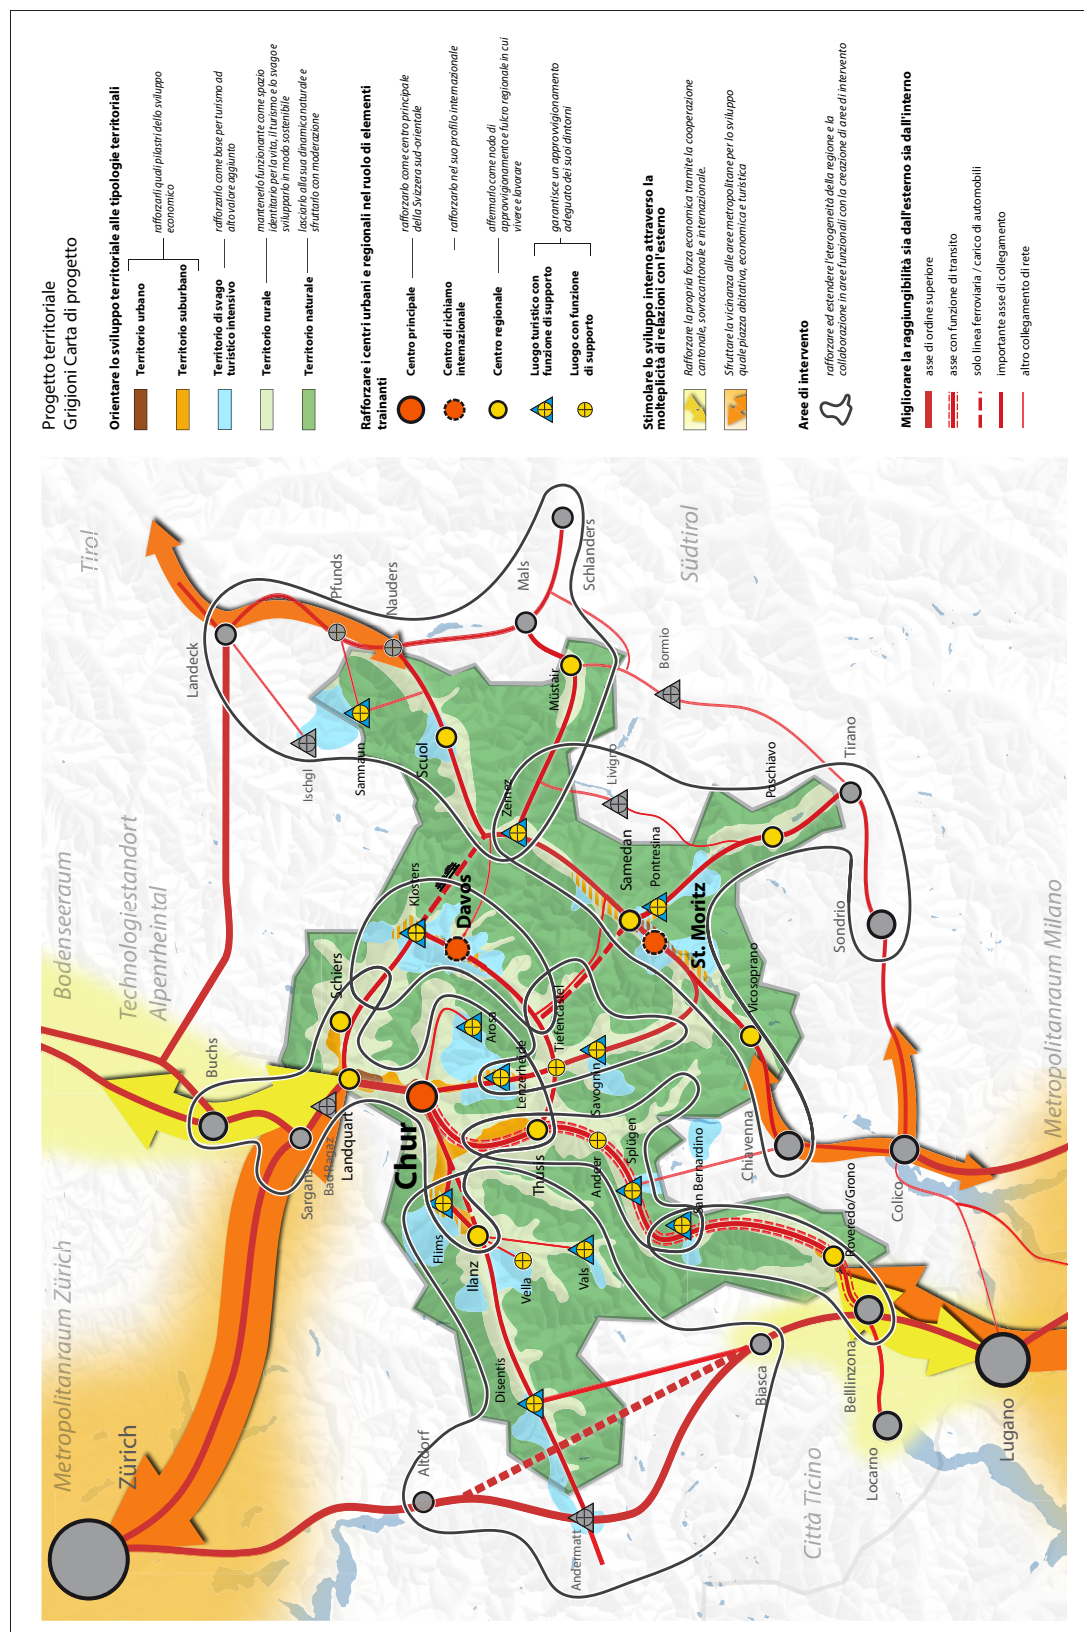 Progetto territoriale
Grigioni Carta di progetto
Orientare lo sviluppo territoriale alle tipologie territoriali
Territorio urbano
Territorio suburbano
rafforzarli quali pilastri dello sviluppo
economico
Territorio di svago
turistico intensivo
rafforzarlo come base per turismo ad
alto valore aggiunto
Territorio rurale
mantenerlo funzionante come spazio
identitario per la vita, il turismo e lo svago e
svilupparlo in modo sostenibile
Territorio naturale
lasciarlo alla sua dinamica naturale e
sfruttarlo con moderazione
Rafforzare i centri urbani e regionali nel ruolo di elementi
trainanti
Centro principale
rafforzarlo come centro principale
della Svizzera sud-orientale
Centro di richiamo
internazionale
rafforzarlo nel suo profilo internazionale
Centro regionale
affermarlo come nodo di
approvvigionamento e fulcro regionale in cui
vivere e lavorare
Luogo turistico con
funzione di supporto
Luogo con funzione
di supporto
garantisce un approvvigionamento
adeguato dei suoi dintorni
Stimolare lo sviluppo interno attraverso la
molteplicità di relazioni con l'esterno
Rafforzare la propria forza economica tramite la cooperazione
cantonale, sovracantonale e internazionale.
Sfruttare la vicinanza alle aree metropolitane per lo sviluppo
quale piazza abitativa, economica e turistica
Aree di intervento
rafforzare ed estendere l'eterogeneità della regione e la
collaborazione in aree funzionali con la creazione di aree di intervento
Migliorare la raggiungibilità sia dall'esterno sia dall'interno
asse di ordine superiore
asse con funzione di transito
solo linea ferroviaria / carico di automobili
importante asse di collegamento
altro collegamento di rete
Metropolitanraum Zürich
Bodenseeraum
Technologiestandort
Alpenrheintal
Tirol
Zürich
Buchs
Landeck
Pfunds
Nauders
Mals
Schlanders
Südtirol
Sargans
Bad Ragaz
Landquart
Schiers
Klosters
Davos
Ischgl
Samnaun
Scuol
Zernez
Müstair
Bormio
Livigno
Chur
Arosa
Lenzerheide
Tiefencastel
Savognin
Samedan
Pontresina
St. Moritz
Poschiavo
Tirano
Flims
Ilanz
Vella
Vals
Thusis
Andeer
Splügen
San Bernardino
Vicosoprano
Chiavenna
Sondrio
Altdorf
Disentis
Andermatt
Biasca
Roveredo/Grono
Colico
Belllinzona
Locarno
Lugano
Città Ticino
Metropolitanraum Milano